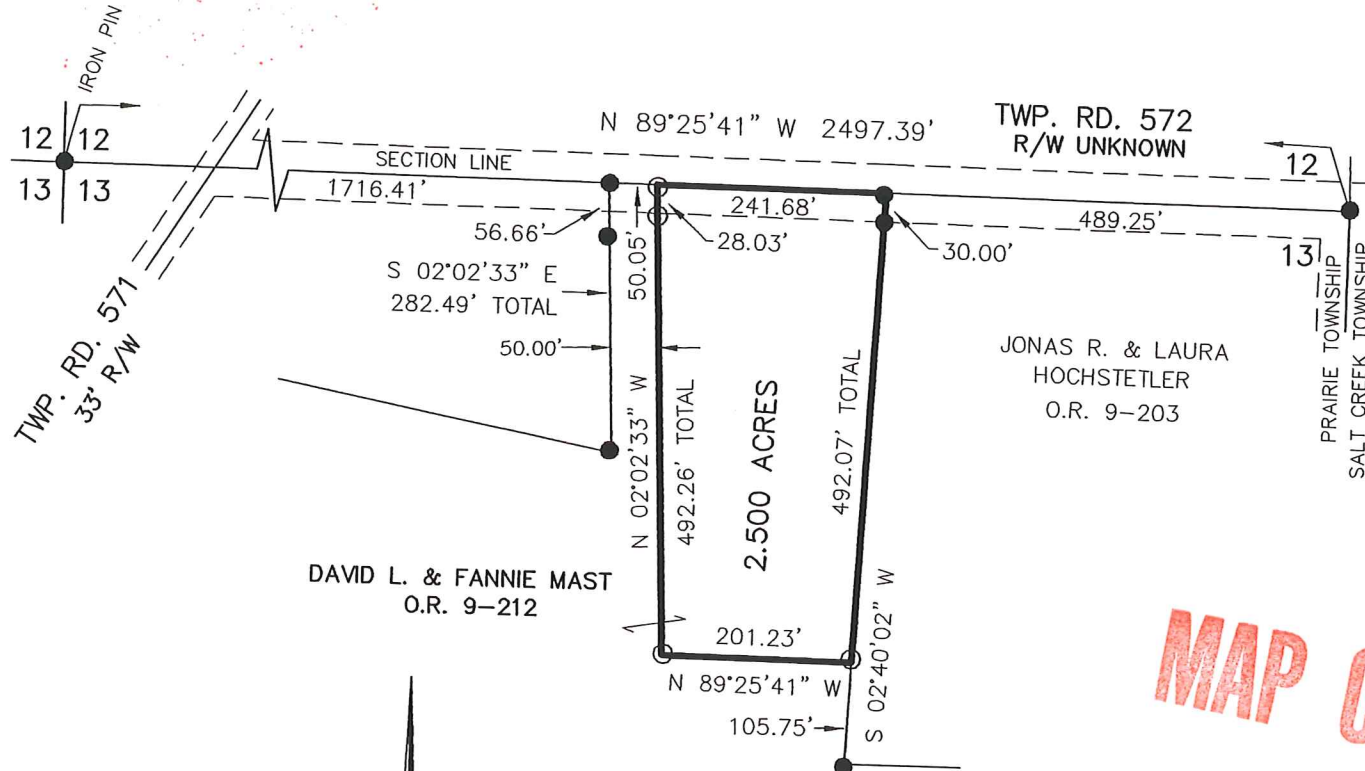 IRON PIN
12 12
13 13
N 89°25'41" W 2497.39'
TWP. RD. 572
R/W UNKNOWN
12
13
SECTION LINE
1716.41'
241.68'
489.25'
56.66'
50.05'
28.03'
30.00'
S 02°02'33" E
282.49' TOTAL
50.00'
TWP. RD. 571
33' R/W
N 02°02'33" W
492.26' TOTAL
2.500 ACRES
492.07' TOTAL
JONAS R. & LAURA
HOCHSTETLER
O.R. 9-203
PRAIRIE TOWNSHIP
SALT CREEK TOWNSHIP
DAVID L. & FANNIE MAST
O.R. 9-212
201.23'
N 89°25'41" W
S 02°40'02" W
105.75'
MAP